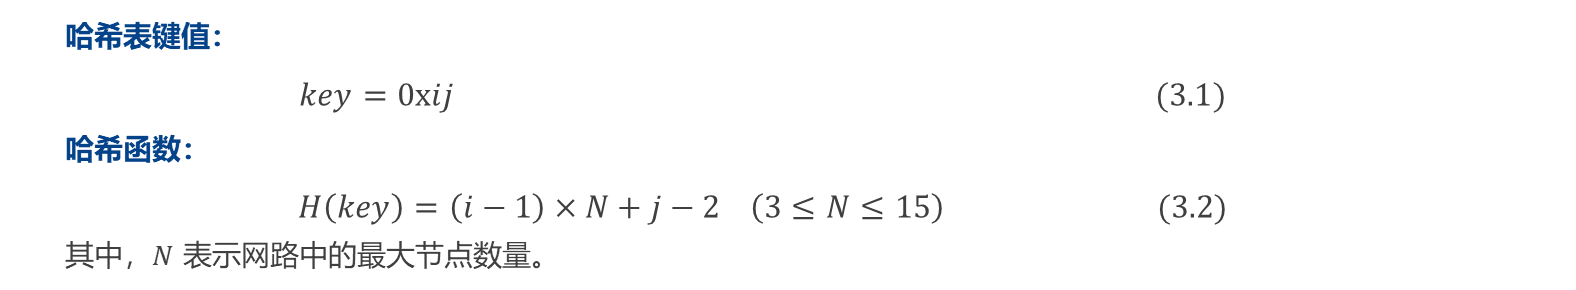 哈希表键值：
key = 0xij (3.1)
哈希函数：
H(key) = (i − 1) × N + j − 2 (3 ≤ N ≤ 15) (3.2)
其中，N 表示网路中的最大节点数量。